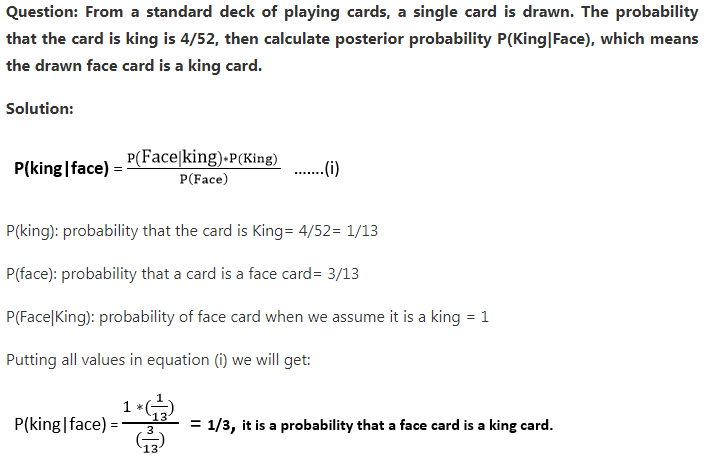 Question: From a standard deck of playing cards, a single card is drawn. The probability
that the card is king is 4/52, then calculate posterior probability P(King|Face), which means
the drawn face card is a king card.
Solution:
P(king|face) = P(Face|king)*P(King) / P(Face) .......(i)
P(king): probability that the card is King= 4/52= 1/13
P(face): probability that a card is a face card= 3/13
P(Face|King): probability of face card when we assume it is a king = 1
Putting all values in equation (i) we will get:
P(king|face) = 1 * (1/13) / (3/13) = 1/3, it is a probability that a face card is a king card.